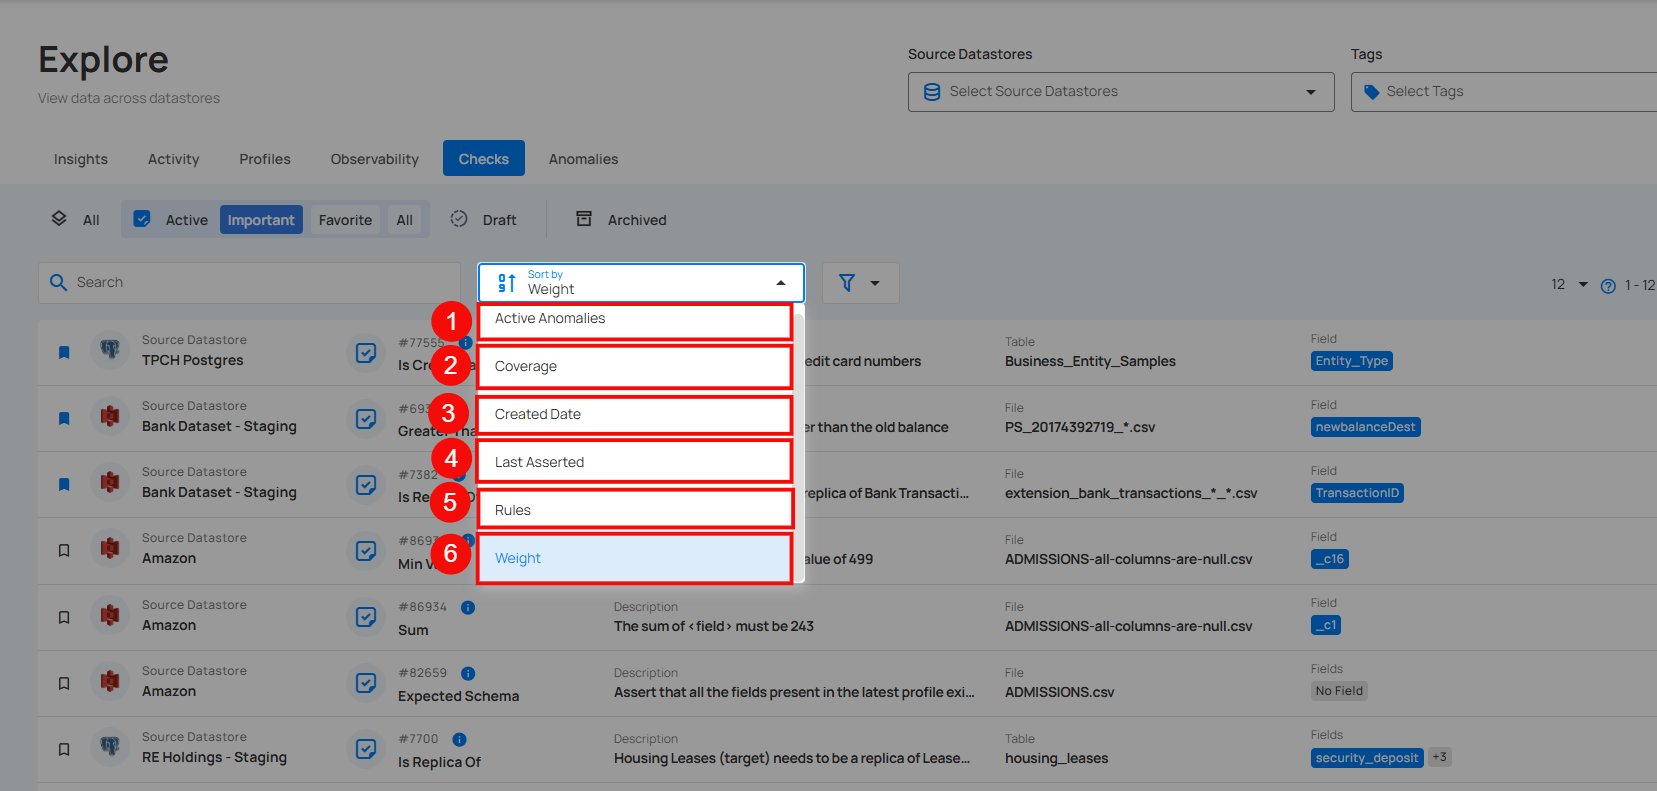 Explore
View data across datastores
Source Datastores
Select Source Datastores
Tags
Select Tags
Insights
Activity
Profiles
Observability
Checks
Anomalies
All
Active
Important
Favorite
All
Draft
Archived
Search
Sort by
Weight
12
1 - 12
1 Active Anomalies
2 Coverage
3 Created Date
4 Last Asserted
5 Rules
6 Weight
Source Datastore
TPCH Postgres
#77555
edit card numbers
Table
Business_Entity_Samples
Field
Entity_Type
Source Datastore
Bank Dataset - Staging
Greater
er than the old balance
File
PS_20174392719_*.csv
Field
newbalanceDest
Source Datastore
Bank Dataset - Staging
#7382
replica of Bank Transacti...
File
extension_bank_transactions_*_*.csv
Field
TransactionID
Source Datastore
Amazon
Min
alue of 499
File
ADMISSIONS-all-columns-are-null.csv
Field
_c16
Source Datastore
Amazon
#86934
Sum
Description
The sum of <field> must be 243
File
ADMISSIONS-all-columns-are-null.csv
Field
_c1
Source Datastore
Amazon
#82659
Expected Schema
Description
Assert that all the fields present in the latest profile exi...
File
ADMISSIONS.csv
Fields
No Field
Source Datastore
RE Holdings - Staging
#7700
Is Replica Of
Description
Housing Leases (target) needs to be a replica of Lease...
Table
housing_leases
Fields
security_deposit
+3